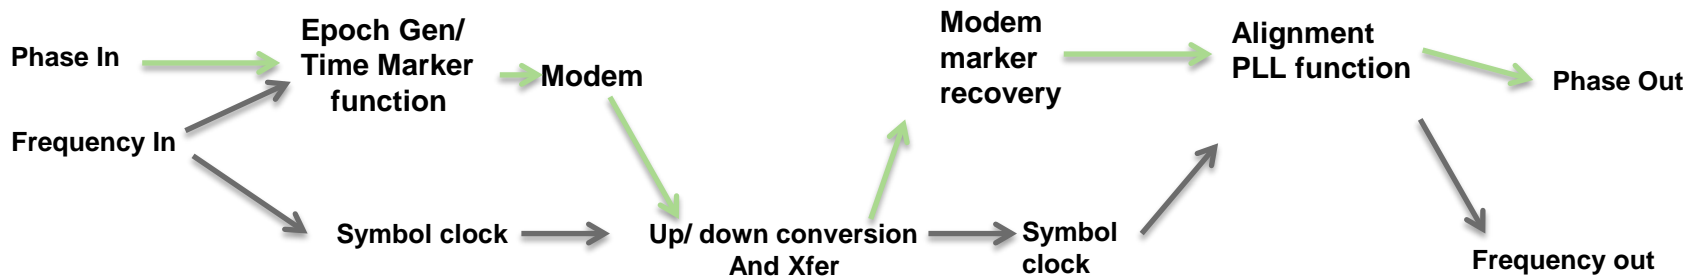 Phase In
Frequency In
Epoch Gen/
Time Marker
function
Modem
Symbol clock
Up/ down conversion
And Xfer
Modem
marker
recovery
Symbol
clock
Alignment
PLL function
Phase Out
Frequency out